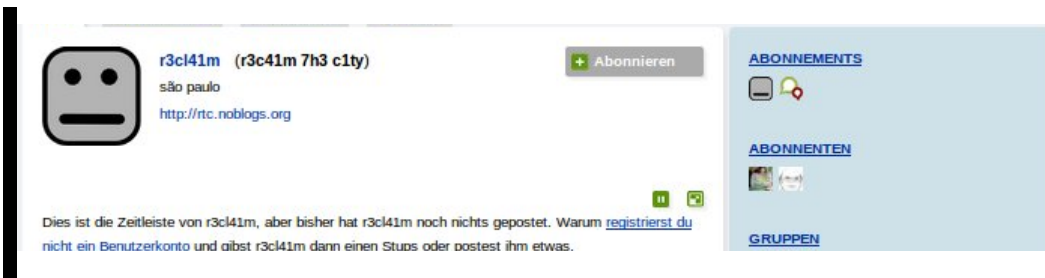 r3cl41m (r3c41m 7h3 c1ty)
Abonnieren
são paulo
http://rtc.noblogs.org
Dies ist die Zeitleiste von r3cl41m, aber bisher hat r3cl41m noch nichts gepostet. Warum registrierst du
nicht ein Benutzerkonto und gibst r3cl41m dann einen Stups oder postest ihm etwas.
ABONNEMENTS
ABONNENTEN
GRUPPEN